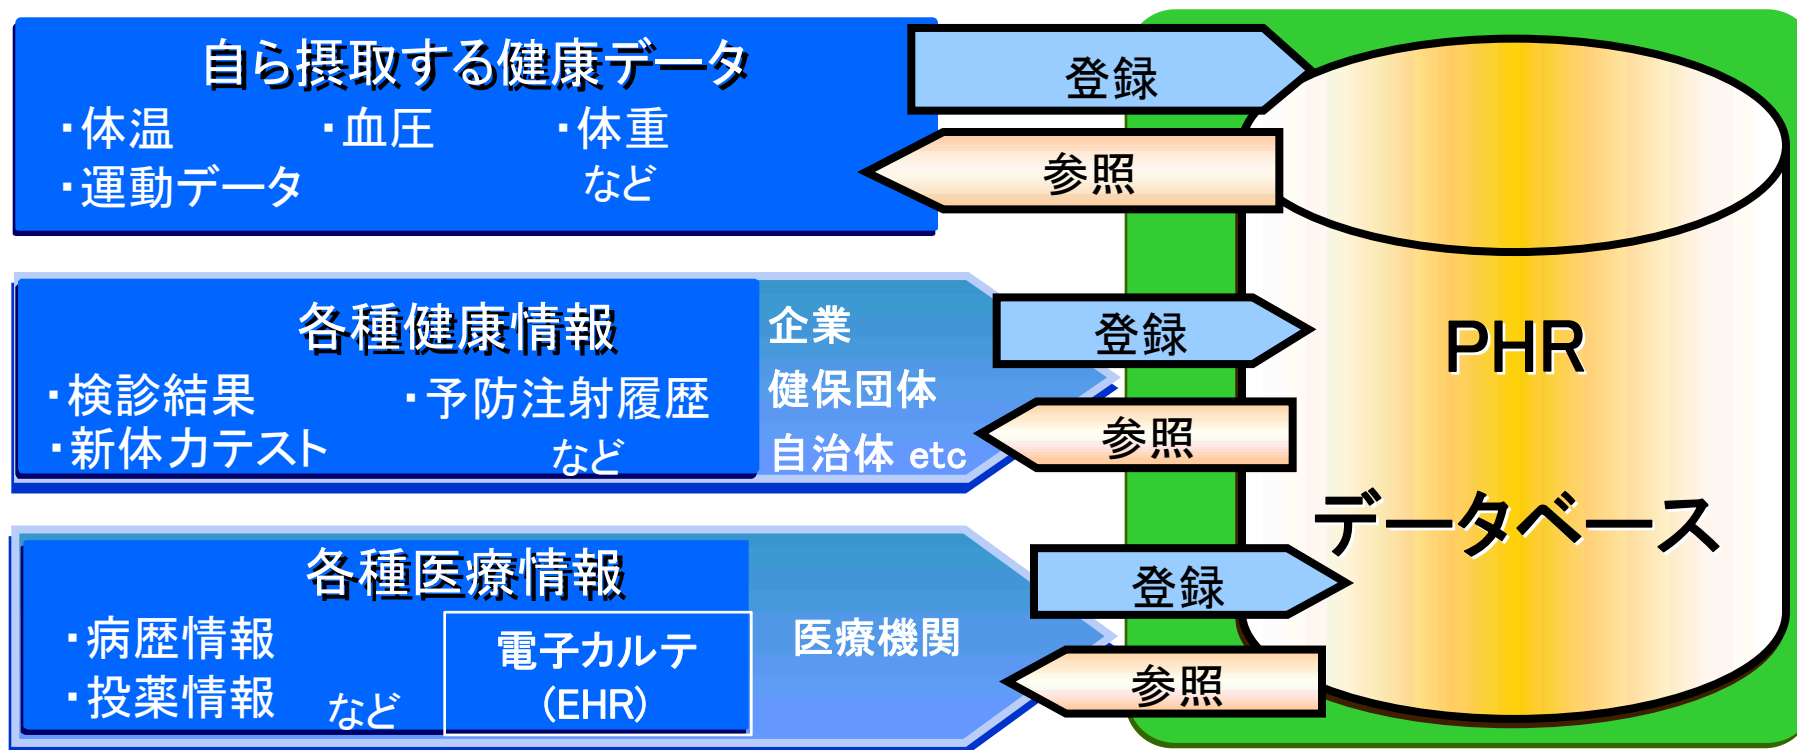 自ら摂取する健康データ
・体温 ・血圧 ・体重
・運動データ など
登録
参照
各種健康情報
・検診結果 ・予防注射履歴
・新体力テスト など
企業
健保団体
自治体 etc
登録
参照
各種医療情報
・病歴情報
・投薬情報 など
電子カルテ
(EHR)
医療機関
登録
参照
PHR
データベース